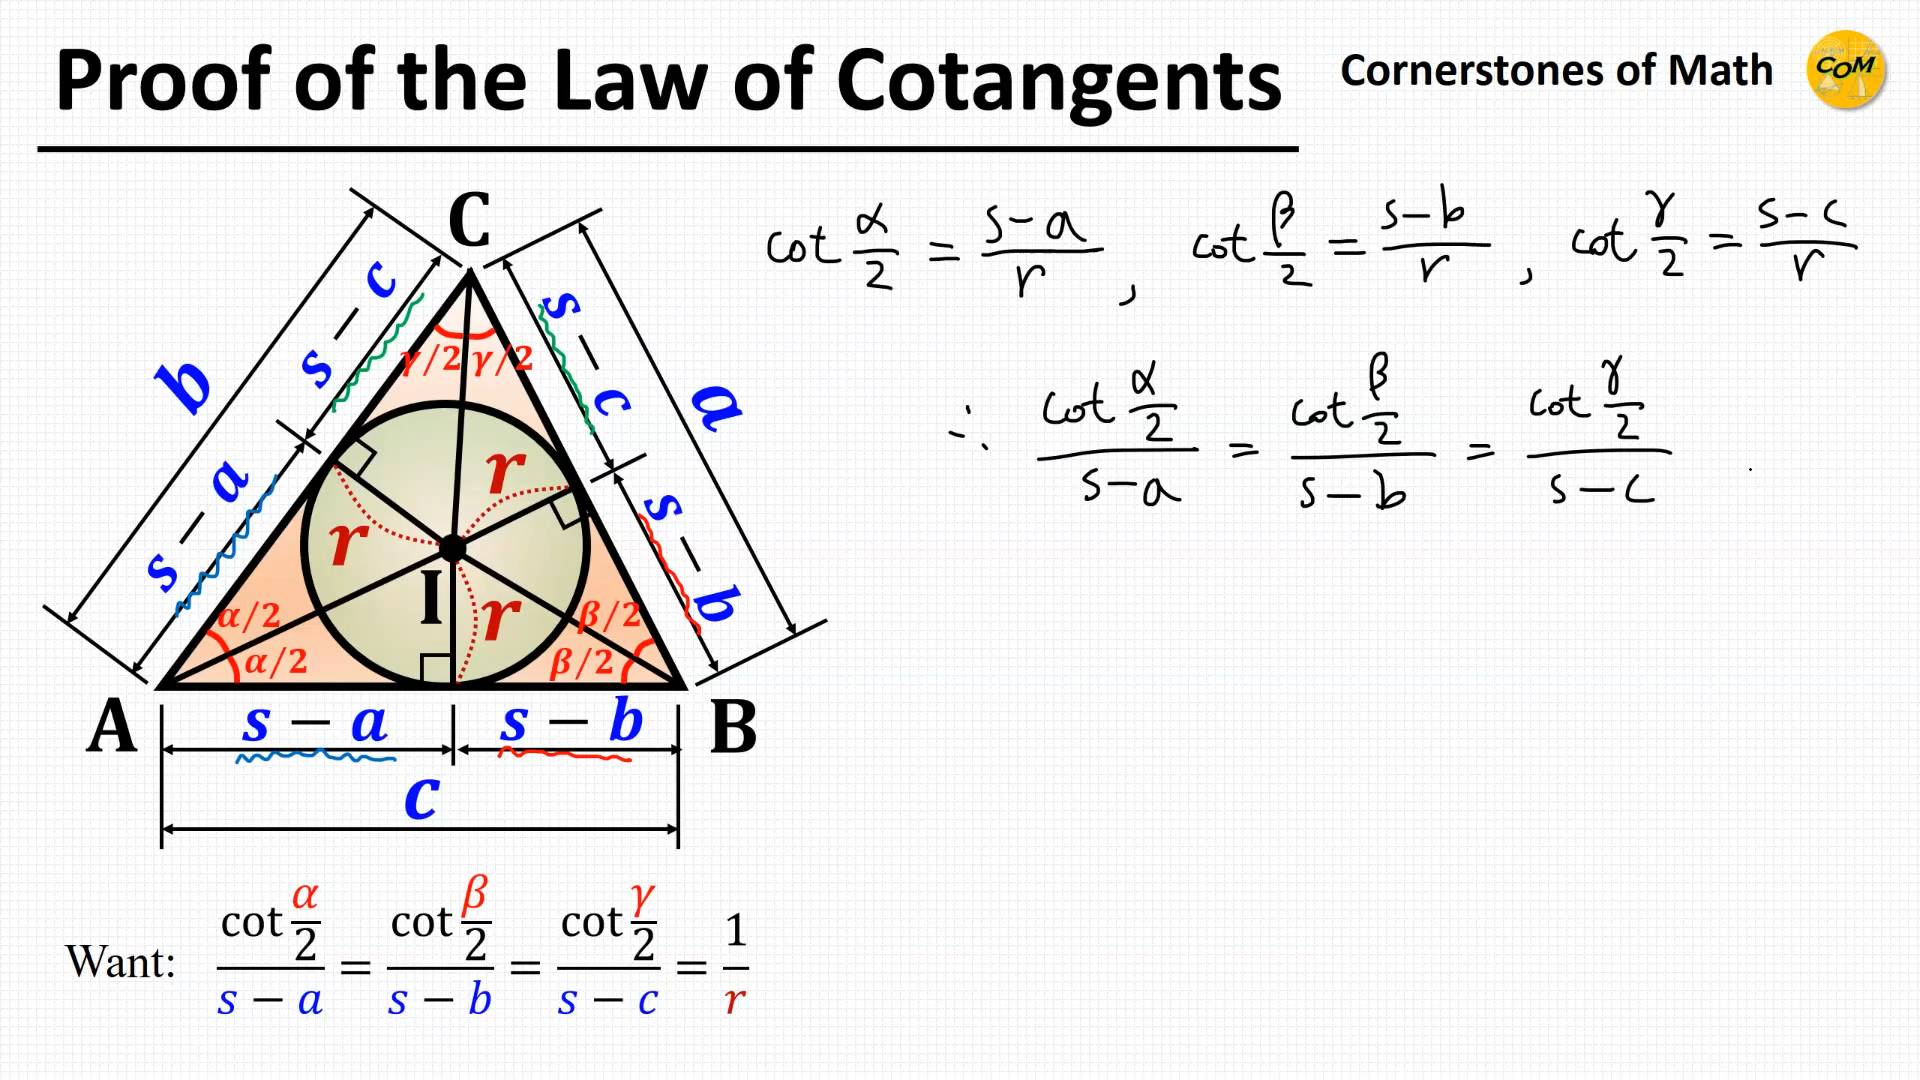 Proof of the Law of Cotangents
Cornerstones of Math
COM
cot α/2 = s-a/r , cot β/2 = s-b/r , cot γ/2 = s-c/r
∴ cot α/2 / s-a = cot β/2 / s-b = cot γ/2 / s-c
C
b
s − c
s − c
a
γ/2
γ/2
s − a
r
r
s − b
I
r
α/2
α/2
β/2
β/2
A
s − a
s − b
B
c
Want: cot α/2 / s − a = cot β/2 / s − b = cot γ/2 / s − c = 1/r